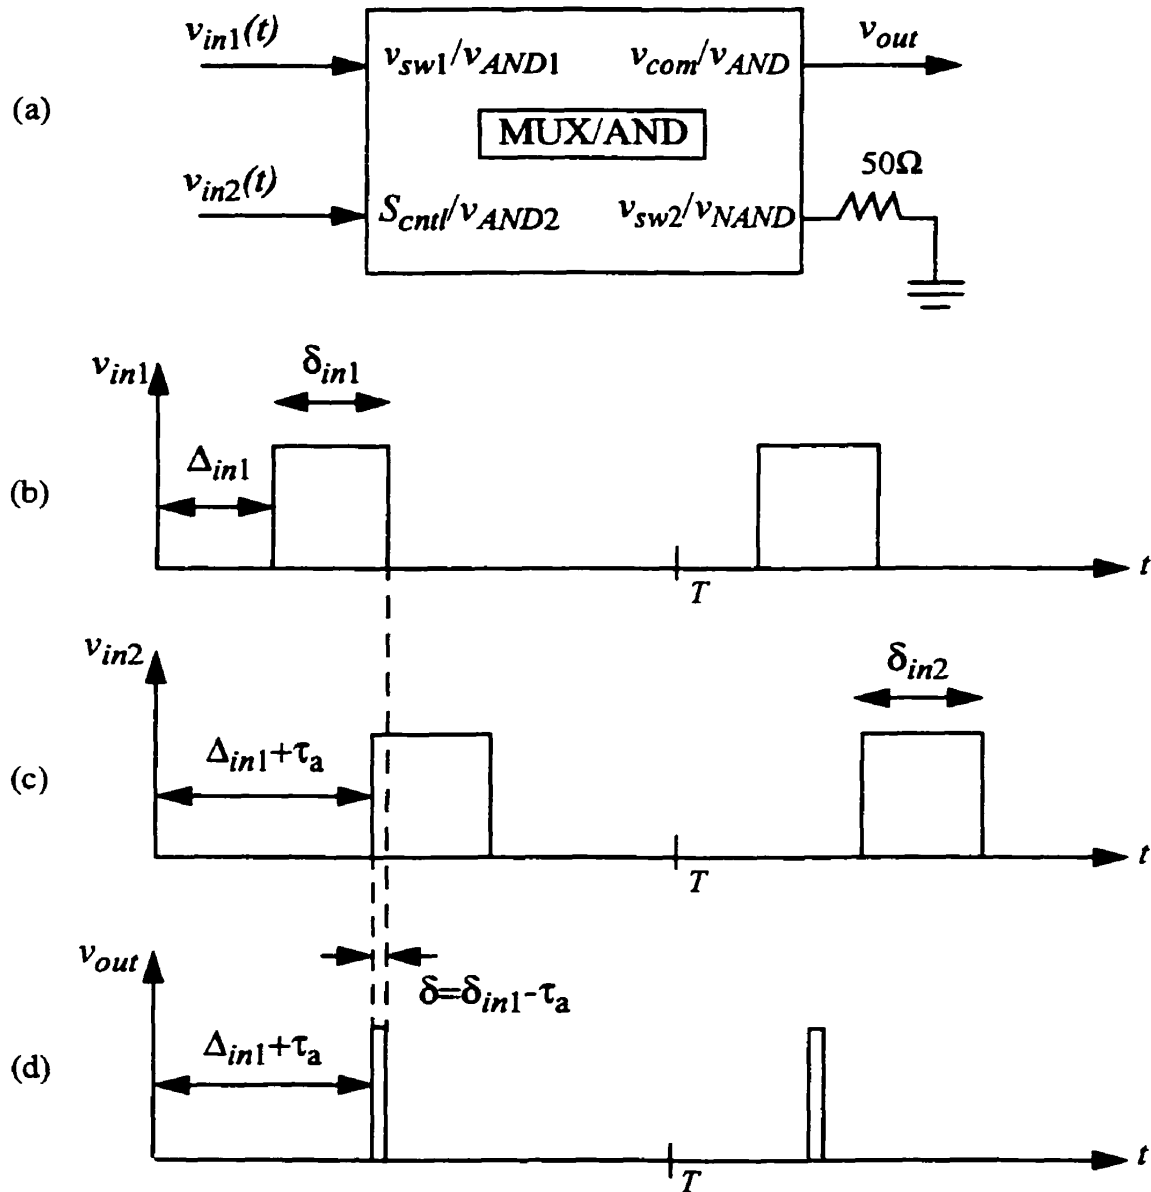 (a)
v_in1(t)
v_sw1/v_AND1
v_com/v_AND
v_out
MUX/AND
50Ω
v_in2(t)
S_cntl/v_AND2
v_sw2/v_NAND
(b)
v_in1
δ_in1
Δ_in1
T
t
(c)
v_in2
δ_in2
Δ_in1+τ_a
T
t
(d)
v_out
δ=δ_in1-τ_a
Δ_in1+τ_a
T
t